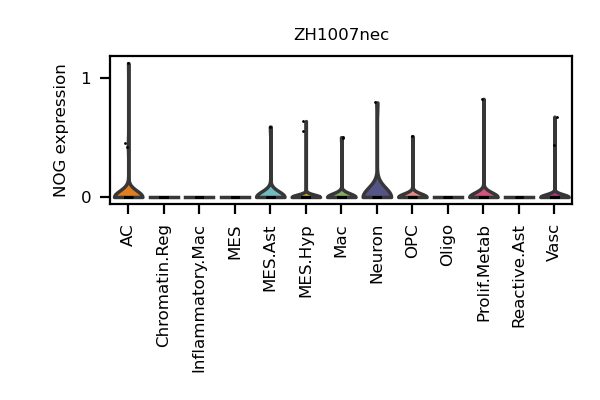 ZH1007nec
NOG expression
1
0
AC
Chromatin.Reg
Inflammatory.Mac
MES
MES.Ast
MES.Hyp
Mac
Neuron
OPC
Oligo
Prolif.Metab
Reactive.Ast
Vasc